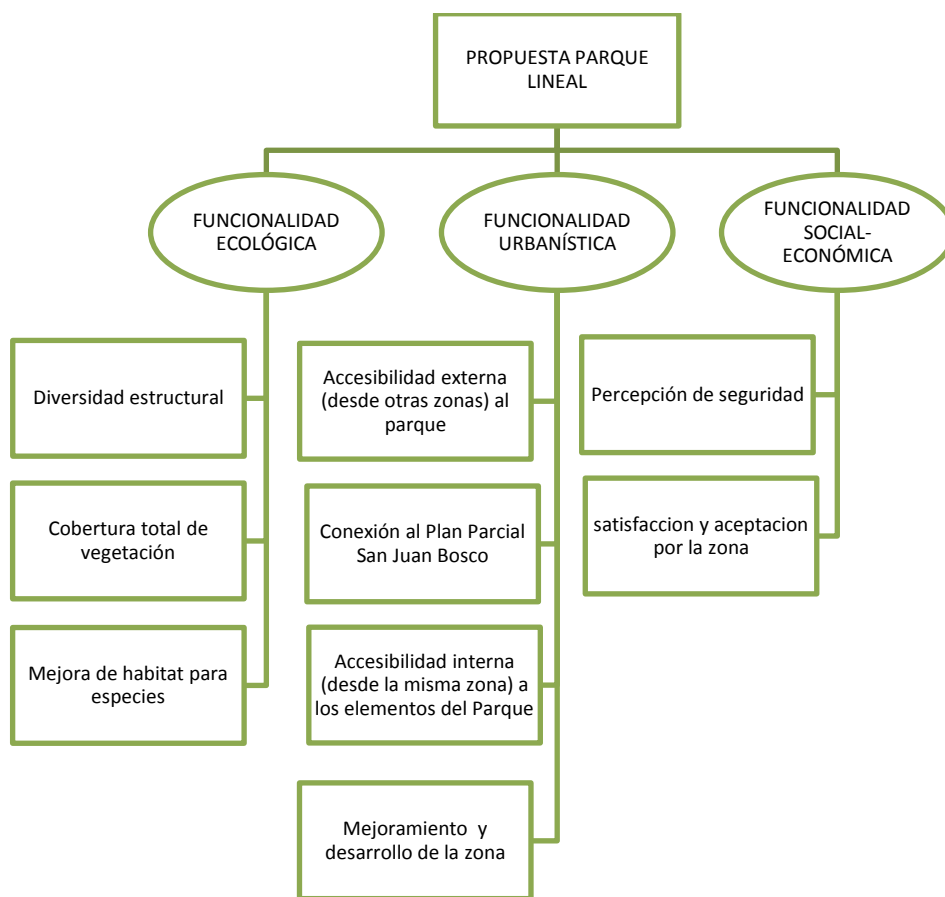 PROPUESTA PARQUE
LINEAL
FUNCIONALIDAD
ECOLÓGICA
Diversidad estructural
Cobertura total de
vegetación
Mejora de habitat para
especies
FUNCIONALIDAD
URBANÍSTICA
Accesibilidad externa
(desde otras zonas) al
parque
Conexión al Plan Parcial
San Juan Bosco
Accesibilidad interna
(desde la misma zona) a
los elementos del Parque
Mejoramiento y
desarrollo de la zona
FUNCIONALIDAD
SOCIAL-
ECONÓMICA
Percepción de seguridad
satisfaccion y aceptacion
por la zona